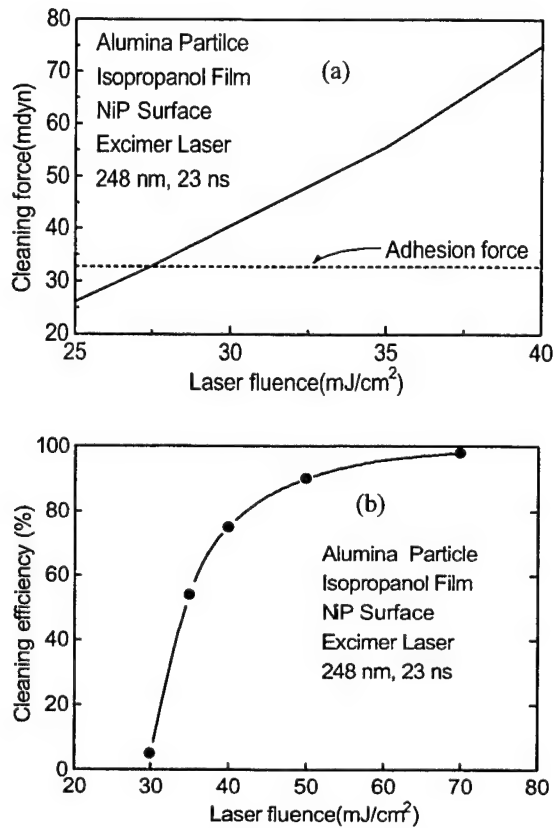 80
70
60
50
40
30
20
Cleaning force(mdyn)
Alumina Partilce
Isopropanol Film
NiP Surface
Excimer Laser
248 nm, 23 ns
(a)
Adhesion force
25
30
35
40
Laser fluence(mJ/cm²)
100
80
60
40
20
0
Cleaning efficiency (%)
(b)
Alumina Particle
Isopropanol Film
NiP Surface
Excimer Laser
248 nm, 23 ns
20
30
40
50
60
70
80
Laser fluence(mJ/cm²)